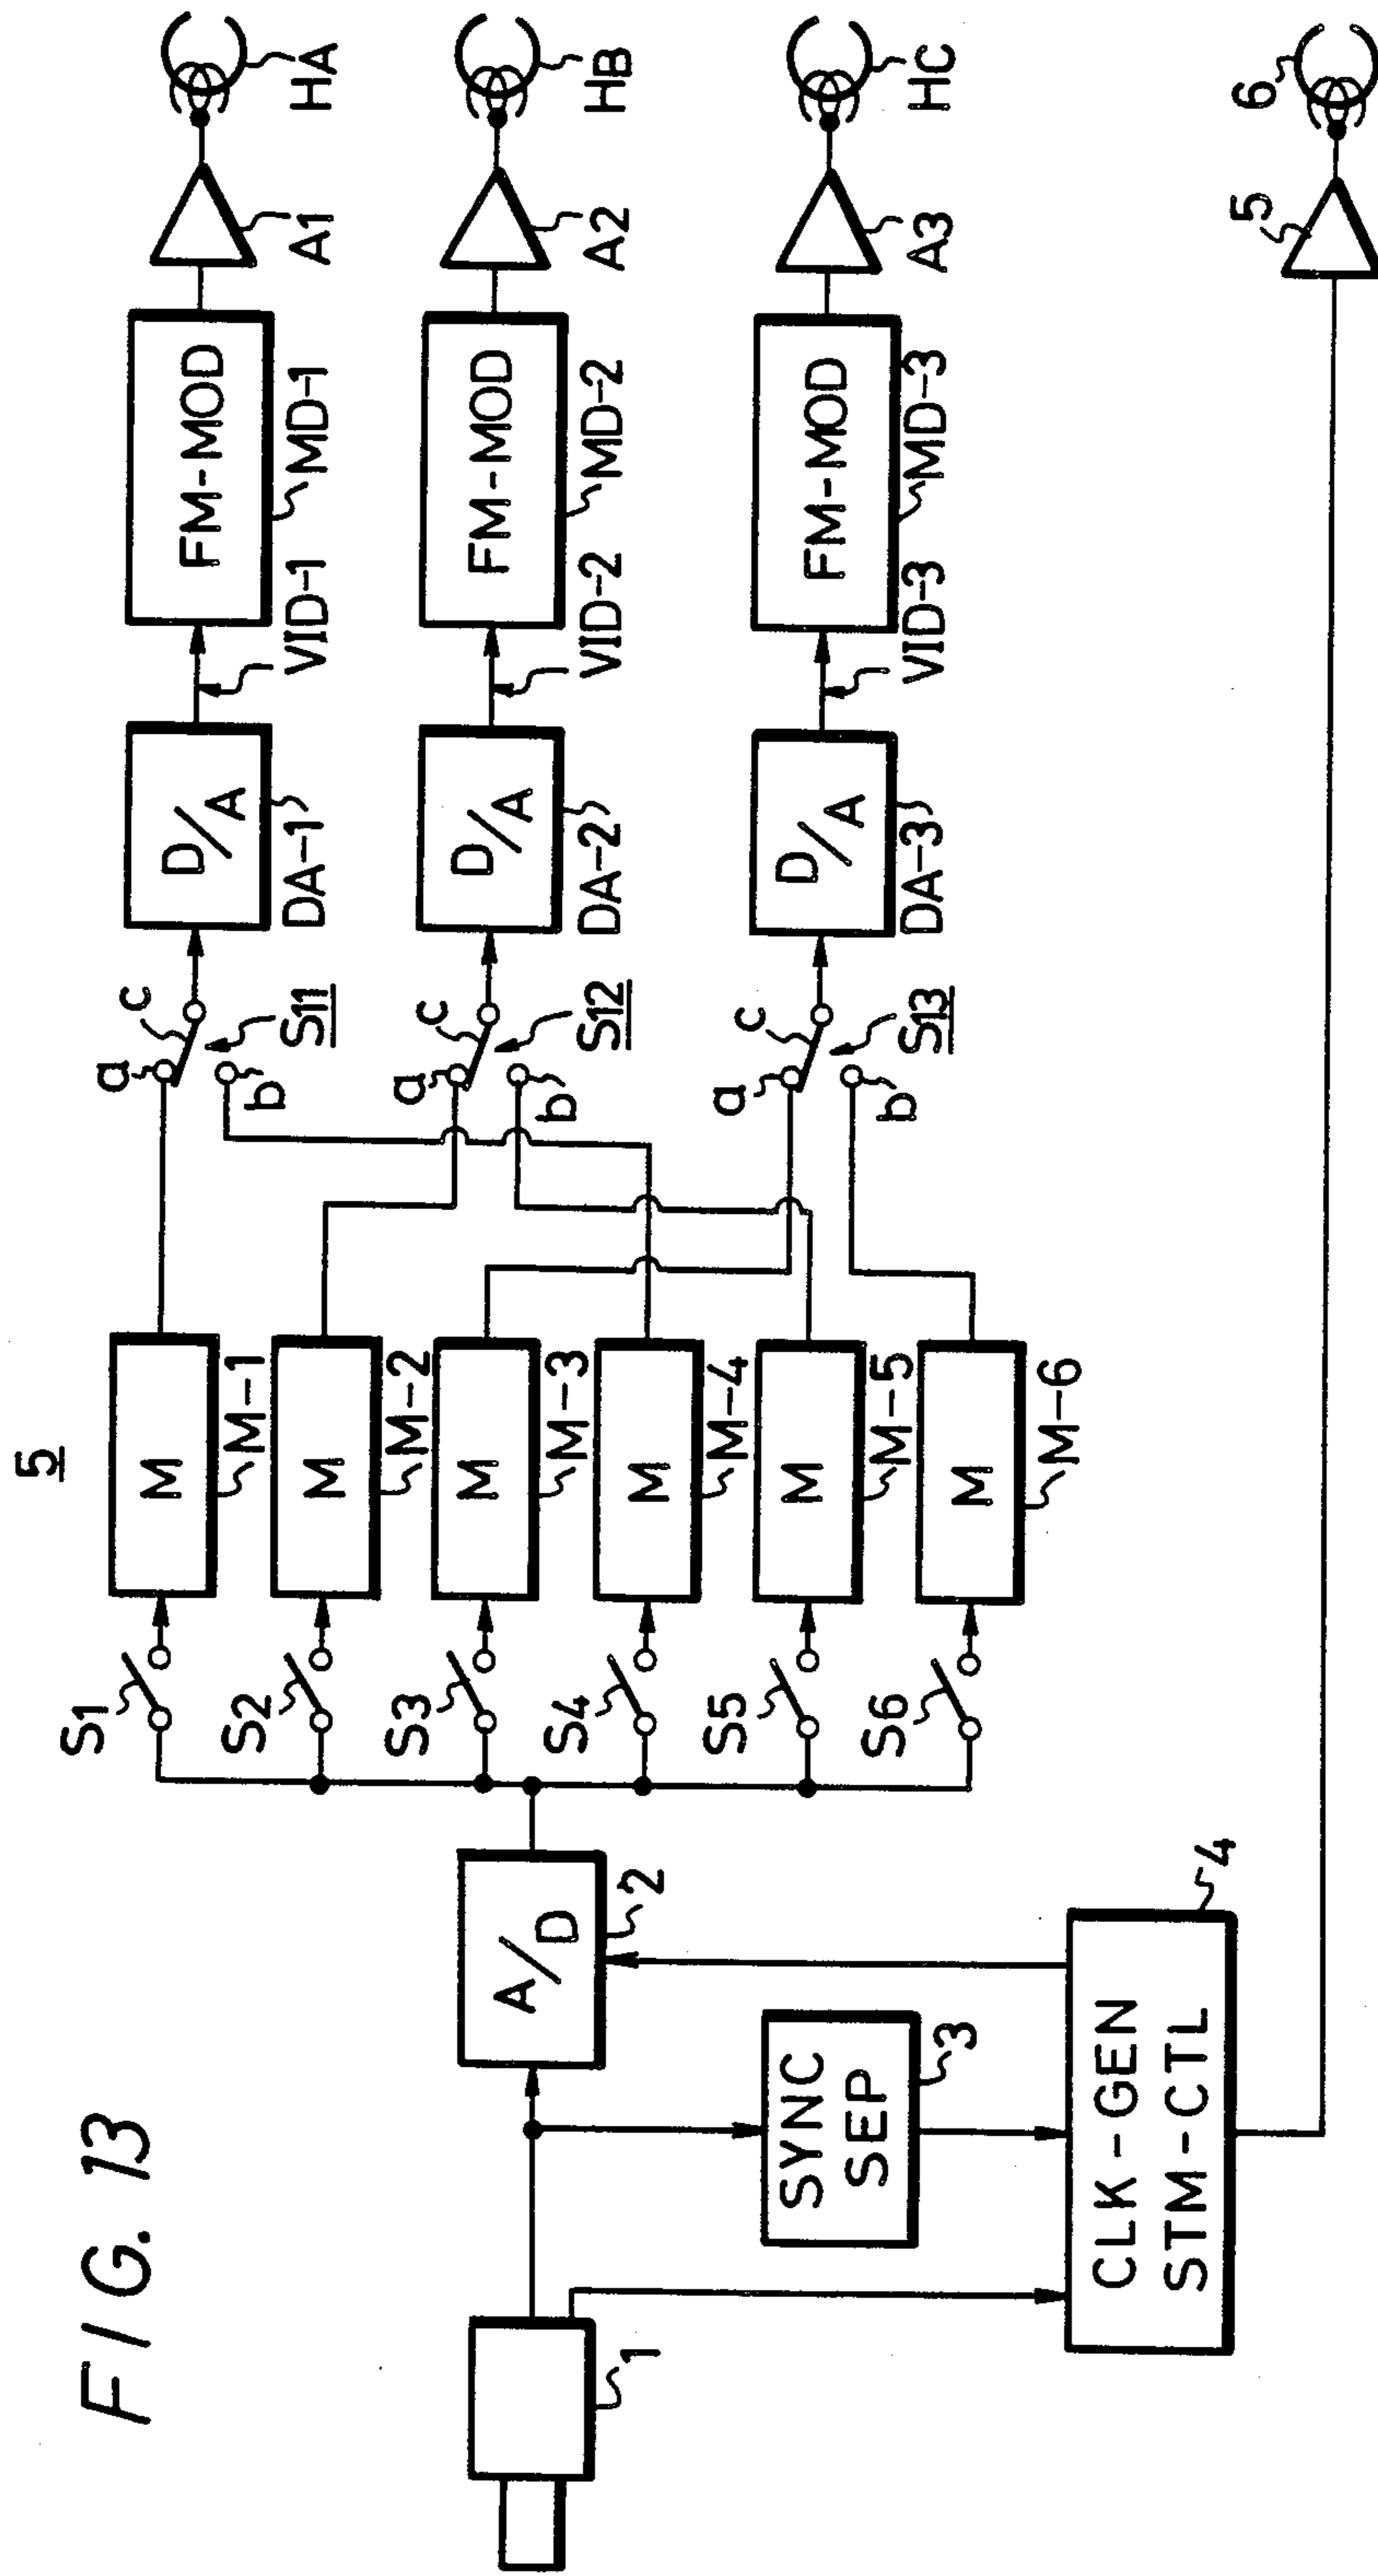 FIG. 13
5
1
A/D
2
SYNC
SEP
3
CLK-GEN
STM-CTL
4
S1
S2
S3
S4
S5
S6
M
M-1
M
M-2
M
M-3
M
M-4
M
M-5
M
M-6
a
b
c
S11
a
b
c
S12
a
b
c
S13
D/A
DA-1
D/A
DA-2
D/A
DA-3
VID-1
VID-2
VID-3
FM-MOD
MD-1
FM-MOD
MD-2
FM-MOD
MD-3
A1
A2
A3
HA
HB
HC
5
6